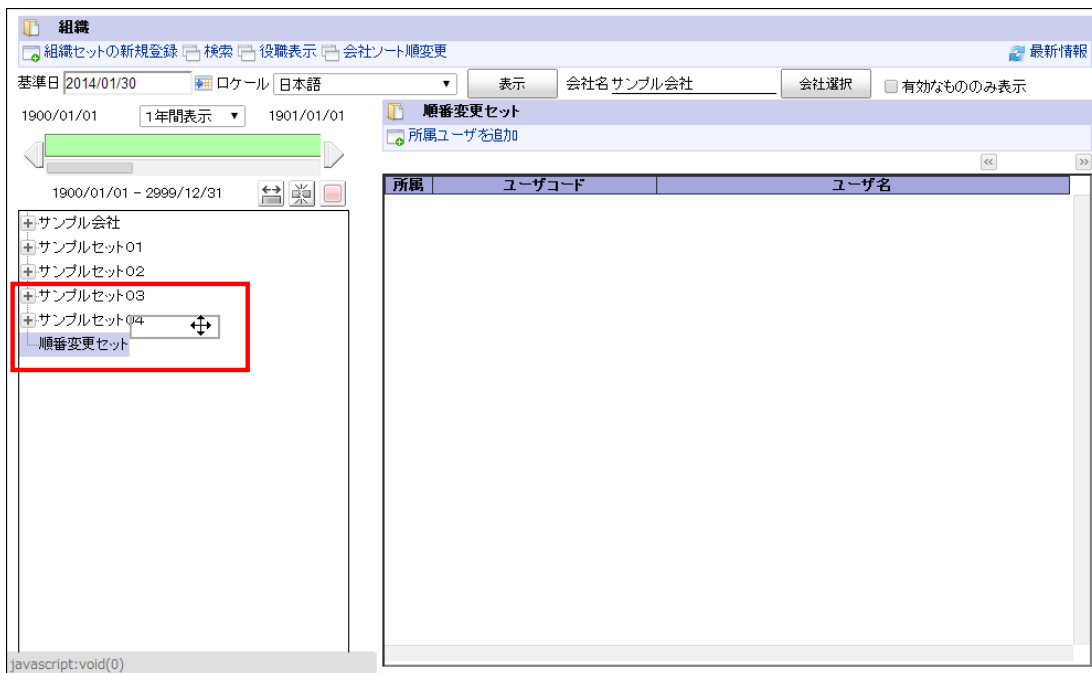 組織
組織セットの新規登録 検索 役職表示 会社ソート順変更 最新情報
基準日 2014/01/30 ロケール 日本語 ▼ 表示 会社名 サンプル会社 会社選択 有効なもののみ表示
1900/01/01 1年間表示 ▼ 1901/01/01
順番変更セット
所属ユーザを追加
<< >>
1900/01/01 - 2999/12/31
所属 ユーザコード ユーザ名
サンプル会社
サンプルセット01
サンプルセット02
サンプルセット03
サンプルセット04
順番変更セット
javascript:void(0)